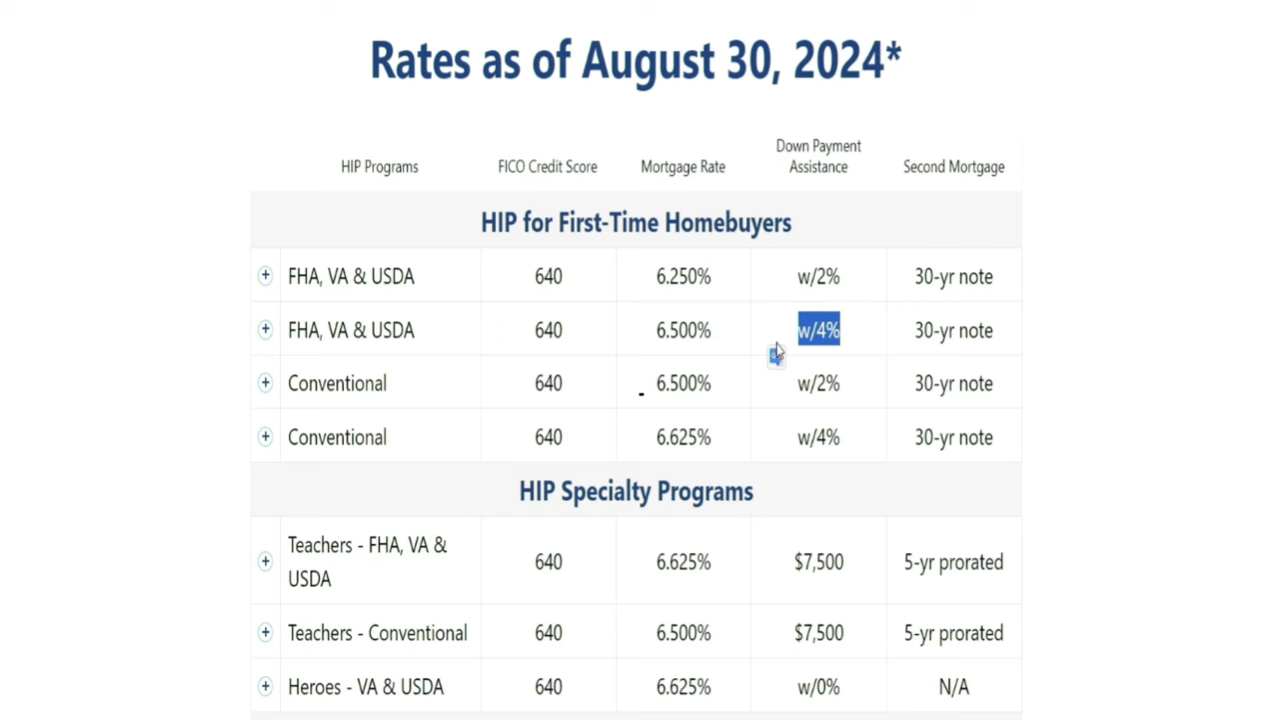 Rates as of August 30, 2024*
HIP Programs FICO Credit Score Mortgage Rate Down Payment Assistance Second Mortgage
HIP for First-Time Homebuyers
FHA, VA & USDA 640 6.250% w/2% 30-yr note
FHA, VA & USDA 640 6.500% w/4% 30-yr note
Conventional 640 6.500% w/2% 30-yr note
Conventional 640 6.625% w/4% 30-yr note
HIP Specialty Programs
Teachers - FHA, VA &
USDA 640 6.625% $7,500 5-yr prorated
Teachers - Conventional 640 6.500% $7,500 5-yr prorated
Heroes - VA & USDA 640 6.625% w/0% N/A